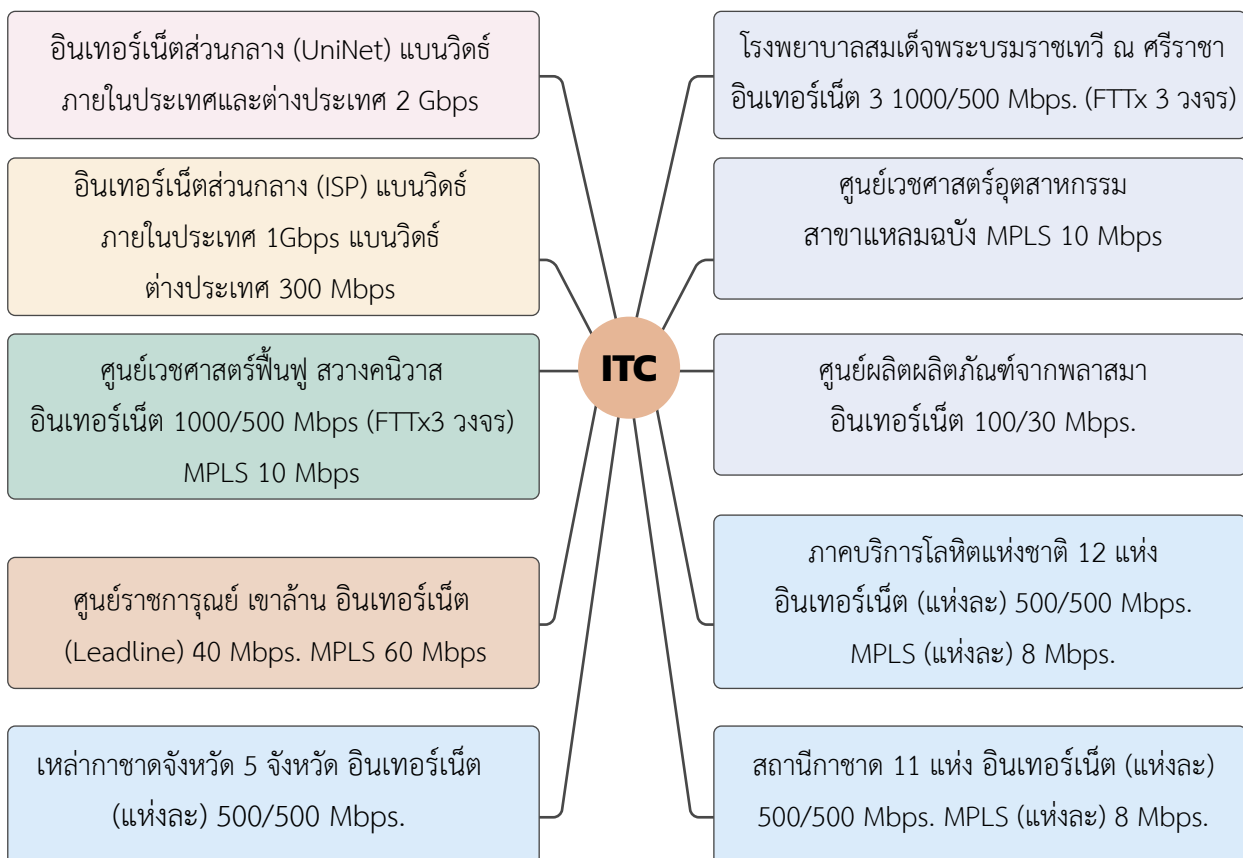 อินเทอร์เน็ตส่วนกลาง (UniNet) แบนวิดธ์
ภายในประเทศและต่างประเทศ 2 Gbps
อินเทอร์เน็ตส่วนกลาง (ISP) แบนวิดธ์
ภายในประเทศ 1Gbps แบนวิดธ์
ต่างประเทศ 300 Mbps
ศูนย์เวชศาสตร์ฟื้นฟู สวางคนิวาส
อินเทอร์เน็ต 1000/500 Mbps (FTTx3 วงจร)
MPLS 10 Mbps
ศูนย์ราชการุณย์ เขาล้าน อินเทอร์เน็ต
(Leadline) 40 Mbps. MPLS 60 Mbps
เหล่ากาชาดจังหวัด 5 จังหวัด อินเทอร์เน็ต
(แห่งละ) 500/500 Mbps.
ITC
โรงพยาบาลสมเด็จพระบรมราชเทวี ณ ศรีราชา
อินเทอร์เน็ต 3 1000/500 Mbps. (FTTx 3 วงจร)
ศูนย์เวชศาสตร์อุตสาหกรรม
สาขาแหลมฉบัง MPLS 10 Mbps
ศูนย์ผลิตผลิตภัณฑ์จากพลาสมา
อินเทอร์เน็ต 100/30 Mbps.
ภาคบริการโลหิตแห่งชาติ 12 แห่ง
อินเทอร์เน็ต (แห่งละ) 500/500 Mbps.
MPLS (แห่งละ) 8 Mbps.
สถานีกาชาด 11 แห่ง อินเทอร์เน็ต (แห่งละ)
500/500 Mbps. MPLS (แห่งละ) 8 Mbps.